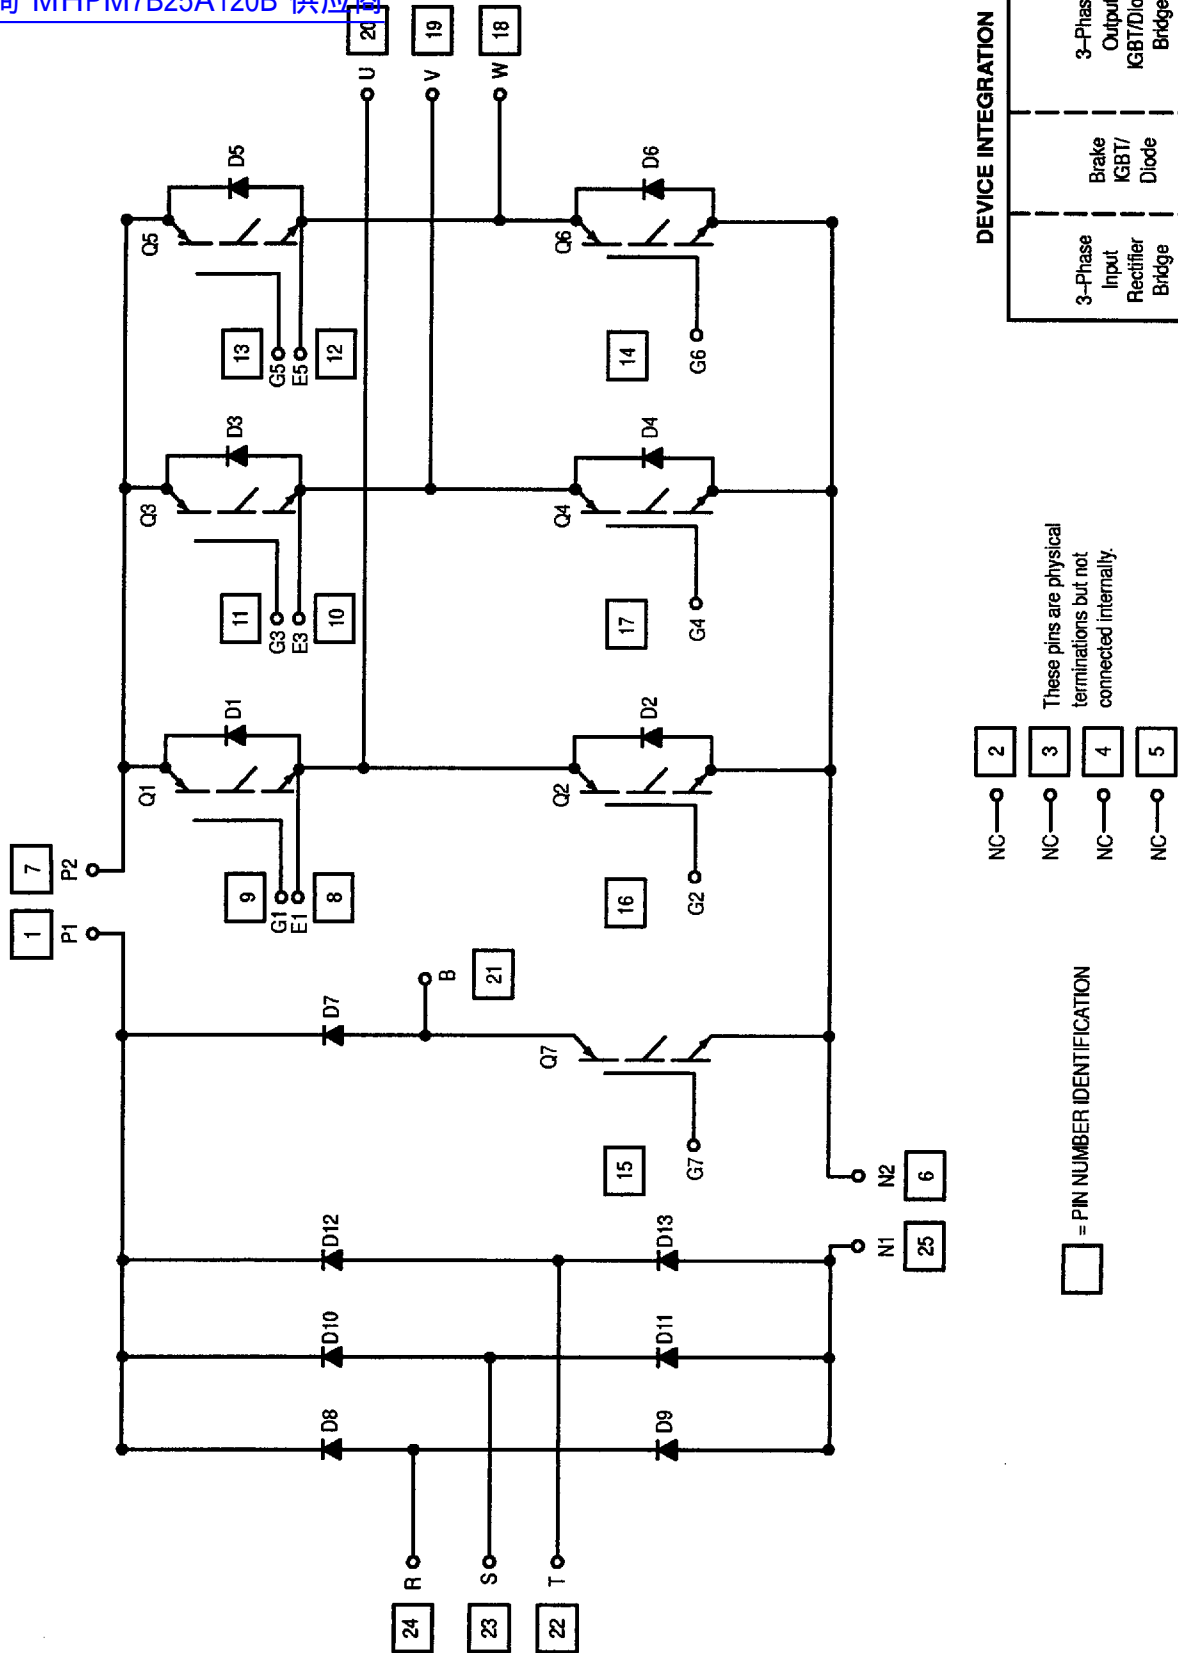 询 MHPM7B25A120B 供应商
24
R
23
S
22
T
D8
D10
D12
D9
D11
D13
1
P1
7
P2
N1
25
N2
6
D7
B
21
Q7
15
G7
Q1
D1
9
G1
E1
8
Q2
D2
16
G2
Q3
D3
11
G3
E3
10
Q4
D4
17
G4
Q5
D5
13
G5
E5
12
Q6
D6
14
G6
20
U
19
V
18
W
= PIN NUMBER IDENTIFICATION
NC
2
NC
3
NC
4
NC
5
These pins are physical
terminations but not
connected internally.
DEVICE INTEGRATION
3–Phase
Input
Rectifier
Bridge
Brake
IGBT/
Diode
3–Phase
Output
IGBT/Dio
Bridge